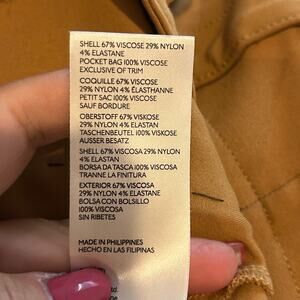 SHELL 67% VISCOSE 29% NYLON
4% ELASTANE
POCKET BAG 100% VISCOSE
EXCLUSIVE OF TRIM
COQUILLE 67% VISCOSE
29% NYLON 4% ÉLASTHANNE
PETIT SAC 100% VISCOSE
SAUF BORDURE
OBERSTOFF 67% VISKOSE
29% NYLON 4% ELASTAN
TASCHENBEUTEL 100% VISKOSE
AUSSER BESATZ
SHELL 67% VISCOSA 29% NYLON
4% ELASTAN
BORSA DA TASCA 100% VISCOSA
TRANNE LA FINITURA
EXTERIOR 67% VISCOSA
29% NYLON 4% ELASTANE
BOLSA CON BOLSILLO
100% VISCOSA
SIN RIBETES
MADE IN PHILIPPINES
HECHO EN LAS FILIPINAS